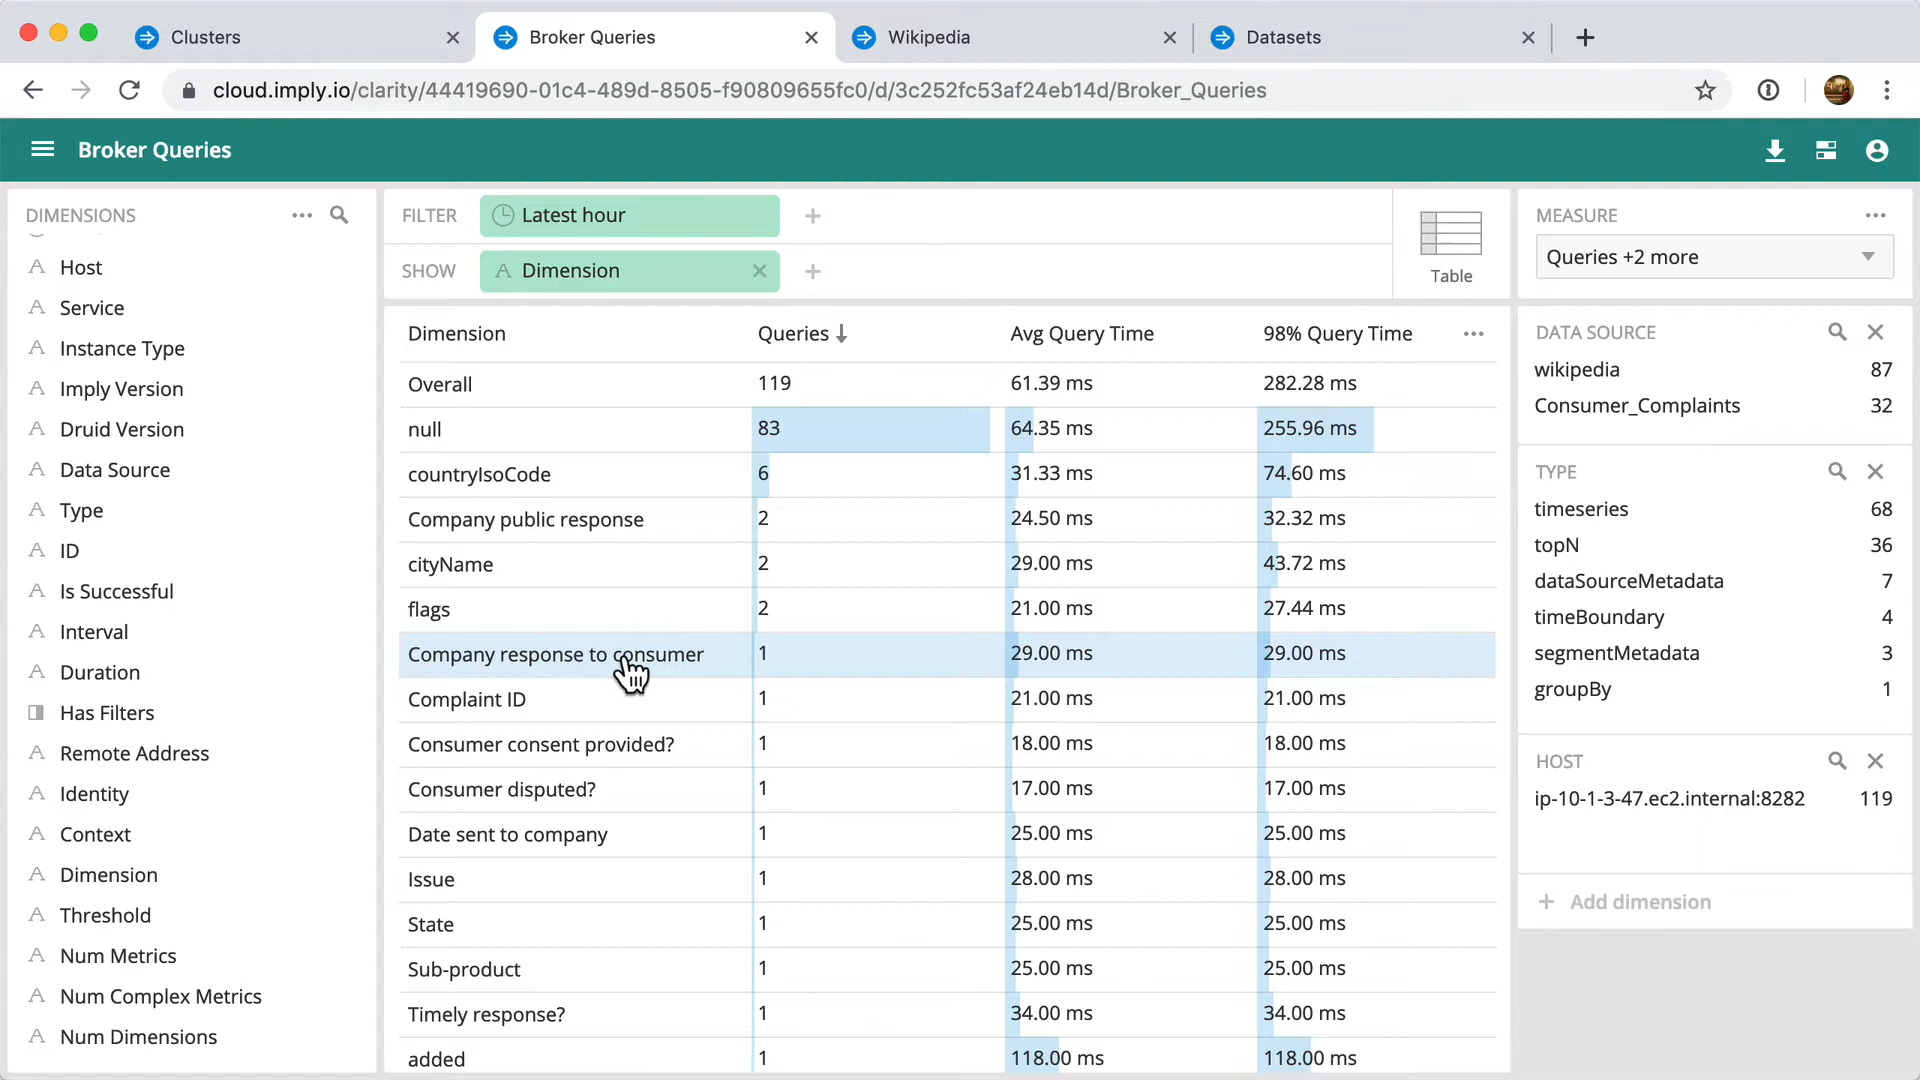 Clusters
Broker Queries
Wikipedia
Datasets
cloud.imply.io/clarity/44419690-01c4-489d-8505-f90809655fc0/d/3c252fc53af24eb14d/Broker_Queries
Broker Queries
DIMENSIONS
Host
Service
Instance Type
Imply Version
Druid Version
Data Source
Type
ID
Is Successful
Interval
Duration
Has Filters
Remote Address
Identity
Context
Dimension
Threshold
Num Metrics
Num Complex Metrics
Num Dimensions
FILTER Latest hour
SHOW Dimension
Table
Dimension Queries Avg Query Time 98% Query Time
Overall 119 61.39 ms 282.28 ms
null 83 64.35 ms 255.96 ms
countryIsoCode 6 31.33 ms 74.60 ms
Company public response 2 24.50 ms 32.32 ms
cityName 2 29.00 ms 43.72 ms
flags 2 21.00 ms 27.44 ms
Company response to consumer 1 29.00 ms 29.00 ms
Complaint ID 1 21.00 ms 21.00 ms
Consumer consent provided? 1 18.00 ms 18.00 ms
Consumer disputed? 1 17.00 ms 17.00 ms
Date sent to company 1 25.00 ms 25.00 ms
Issue 1 28.00 ms 28.00 ms
State 1 25.00 ms 25.00 ms
Sub-product 1 25.00 ms 25.00 ms
Timely response? 1 34.00 ms 34.00 ms
added 1 118.00 ms 118.00 ms
MEASURE
Queries +2 more
DATA SOURCE
wikipedia 87
Consumer_Complaints 32
TYPE
timeseries 68
topN 36
dataSourceMetadata 7
timeBoundary 4
segmentMetadata 3
groupBy 1
HOST
ip-10-1-3-47.ec2.internal:8282 119
Add dimension